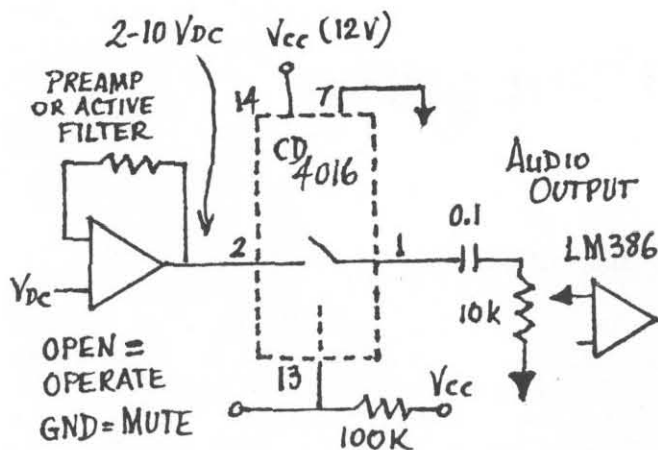 2-10 VDC
VCC (12V)
PREAMP
OR ACTIVE
FILTER
14
7
CD
4016
AUDIO
OUTPUT
2
1
0.1
LM386
VDC
10K
OPEN =
OPERATE
GND = MUTE
13
VCC
100K